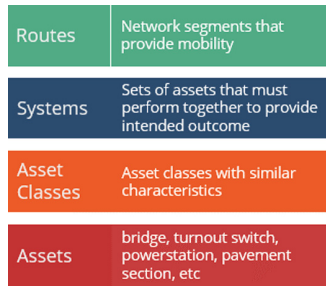 Routes
Network segments that
provide mobility
Systems
Sets of assets that must
perform together to provide
intended outcome
Asset
Classes
Asset classes with similar
characteristics
Assets
bridge, turnout switch,
powerstation, pavement
section, etc